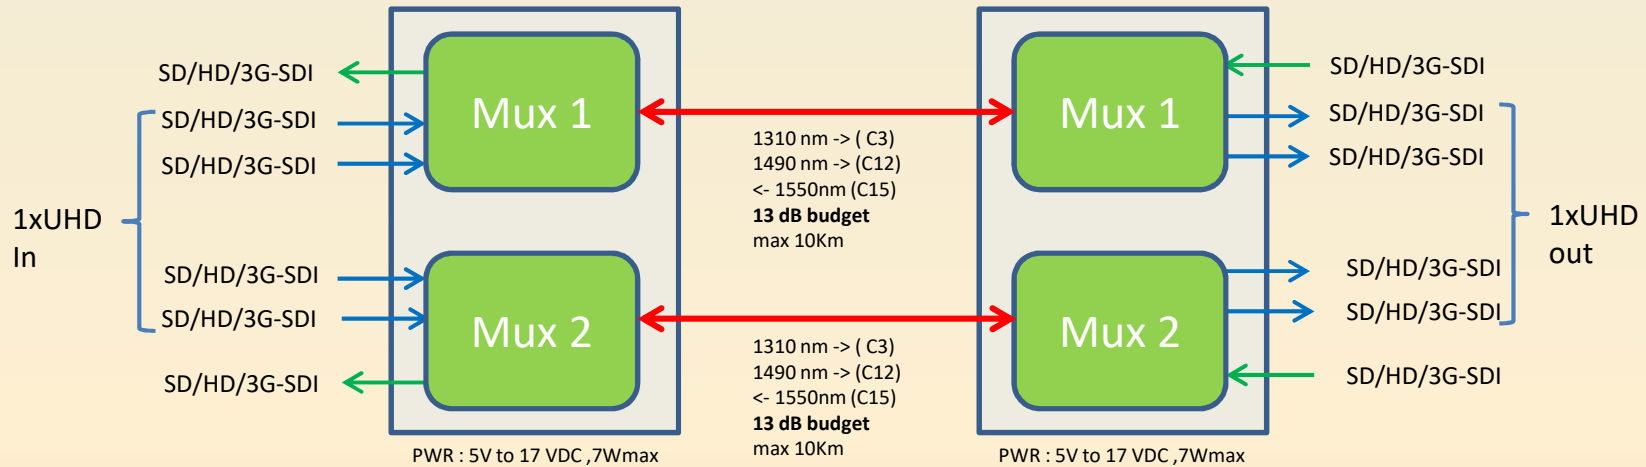 SD/HD/3G-SDI
SD/HD/3G-SDI
SD/HD/3G-SDI
1xUHD
In
SD/HD/3G-SDI
SD/HD/3G-SDI
SD/HD/3G-SDI
Mux 1
Mux 2
PWR : 5V to 17 VDC ,7Wmax
1310 nm -> ( C3)
1490 nm -> (C12)
<- 1550nm (C15)
13 dB budget
max 10Km
1310 nm -> ( C3)
1490 nm -> (C12)
<- 1550nm (C15)
13 dB budget
max 10Km
Mux 1
Mux 2
PWR : 5V to 17 VDC ,7Wmax
SD/HD/3G-SDI
SD/HD/3G-SDI
SD/HD/3G-SDI
1xUHD
out
SD/HD/3G-SDI
SD/HD/3G-SDI
SD/HD/3G-SDI